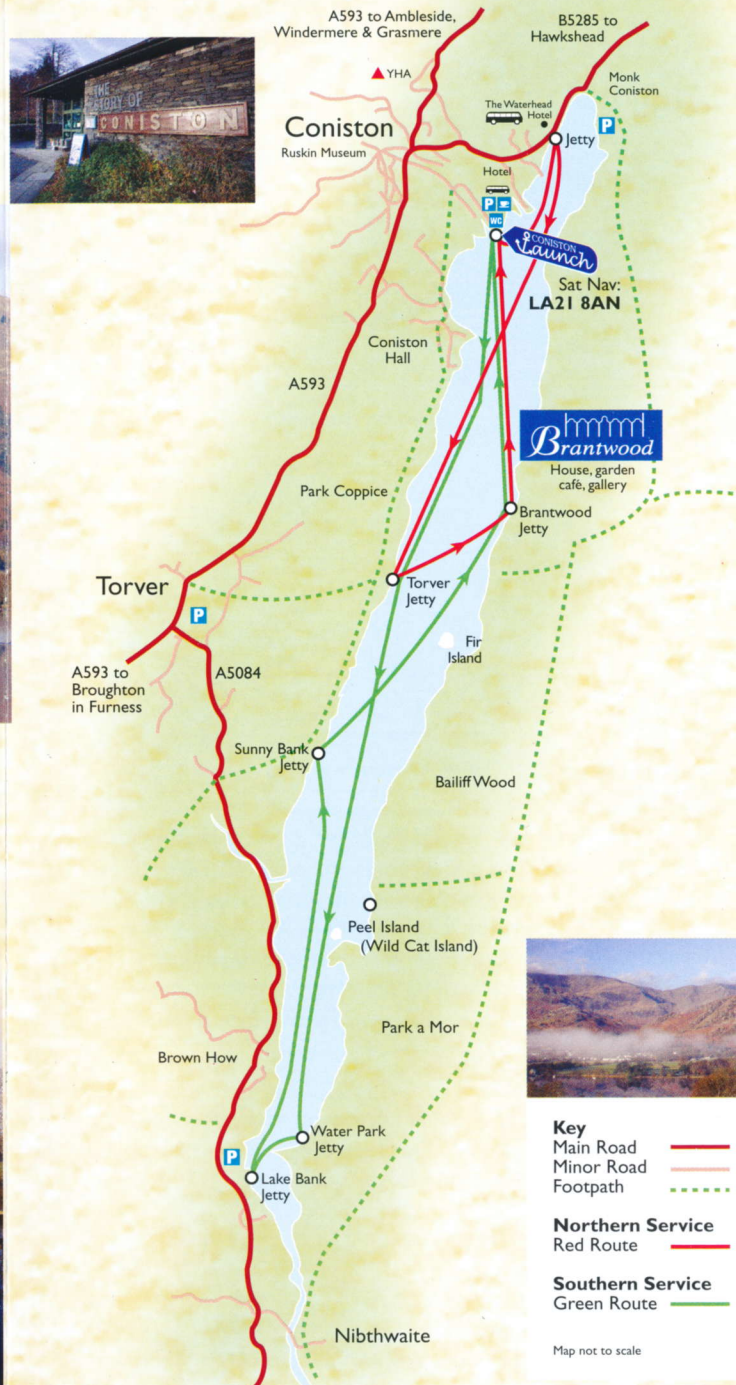 A593 to Ambleside,
Windermere & Grasmere
B5285 to
Hawkshead
YHA
Monk
Coniston
THE
STORY OF
CONISTON
The Waterhead
Hotel
P
Coniston
Jetty
Ruskin Museum
Hotel
P
WC
CONISTON
Launch
Sat Nav:
LA21 8AN
Coniston
Hall
A593
Brantwood
House, garden
café, gallery
Park Coppice
Brantwood
Jetty
Torver
Torver
Jetty
P
Fir
Island
A593 to
Broughton
in Furness
A5084
Sunny Bank
Jetty
Bailiff Wood
Peel Island
(Wild Cat Island)
Park a Mor
Brown How
Water Park
Jetty
P
Lake Bank
Jetty
Key
Main Road
Minor Road
Footpath
Northern Service
Red Route
Southern Service
Green Route
Nibthwaite
Map not to scale